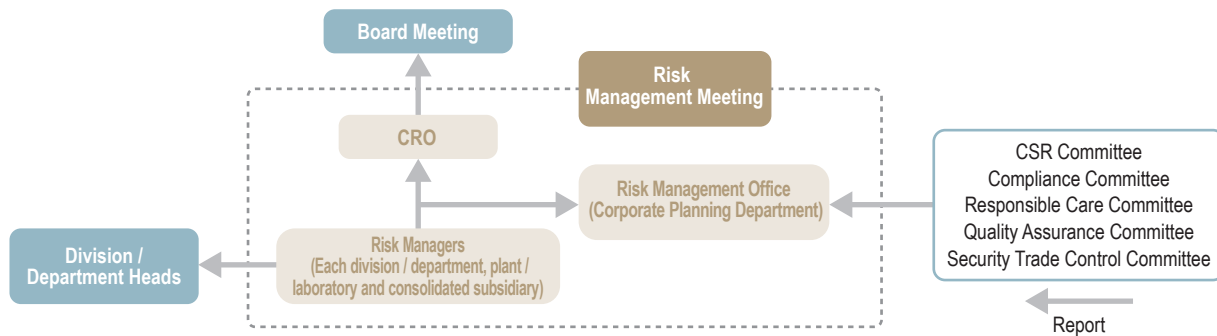 Board Meeting
Risk
Management Meeting
CRO
Risk Management Office
(Corporate Planning Department)
CSR Committee
Compliance Committee
Responsible Care Committee
Quality Assurance Committee
Security Trade Control Committee
Division /
Department Heads
Risk Managers
(Each division / department, plant /
laboratory and consolidated subsidiary)
Report